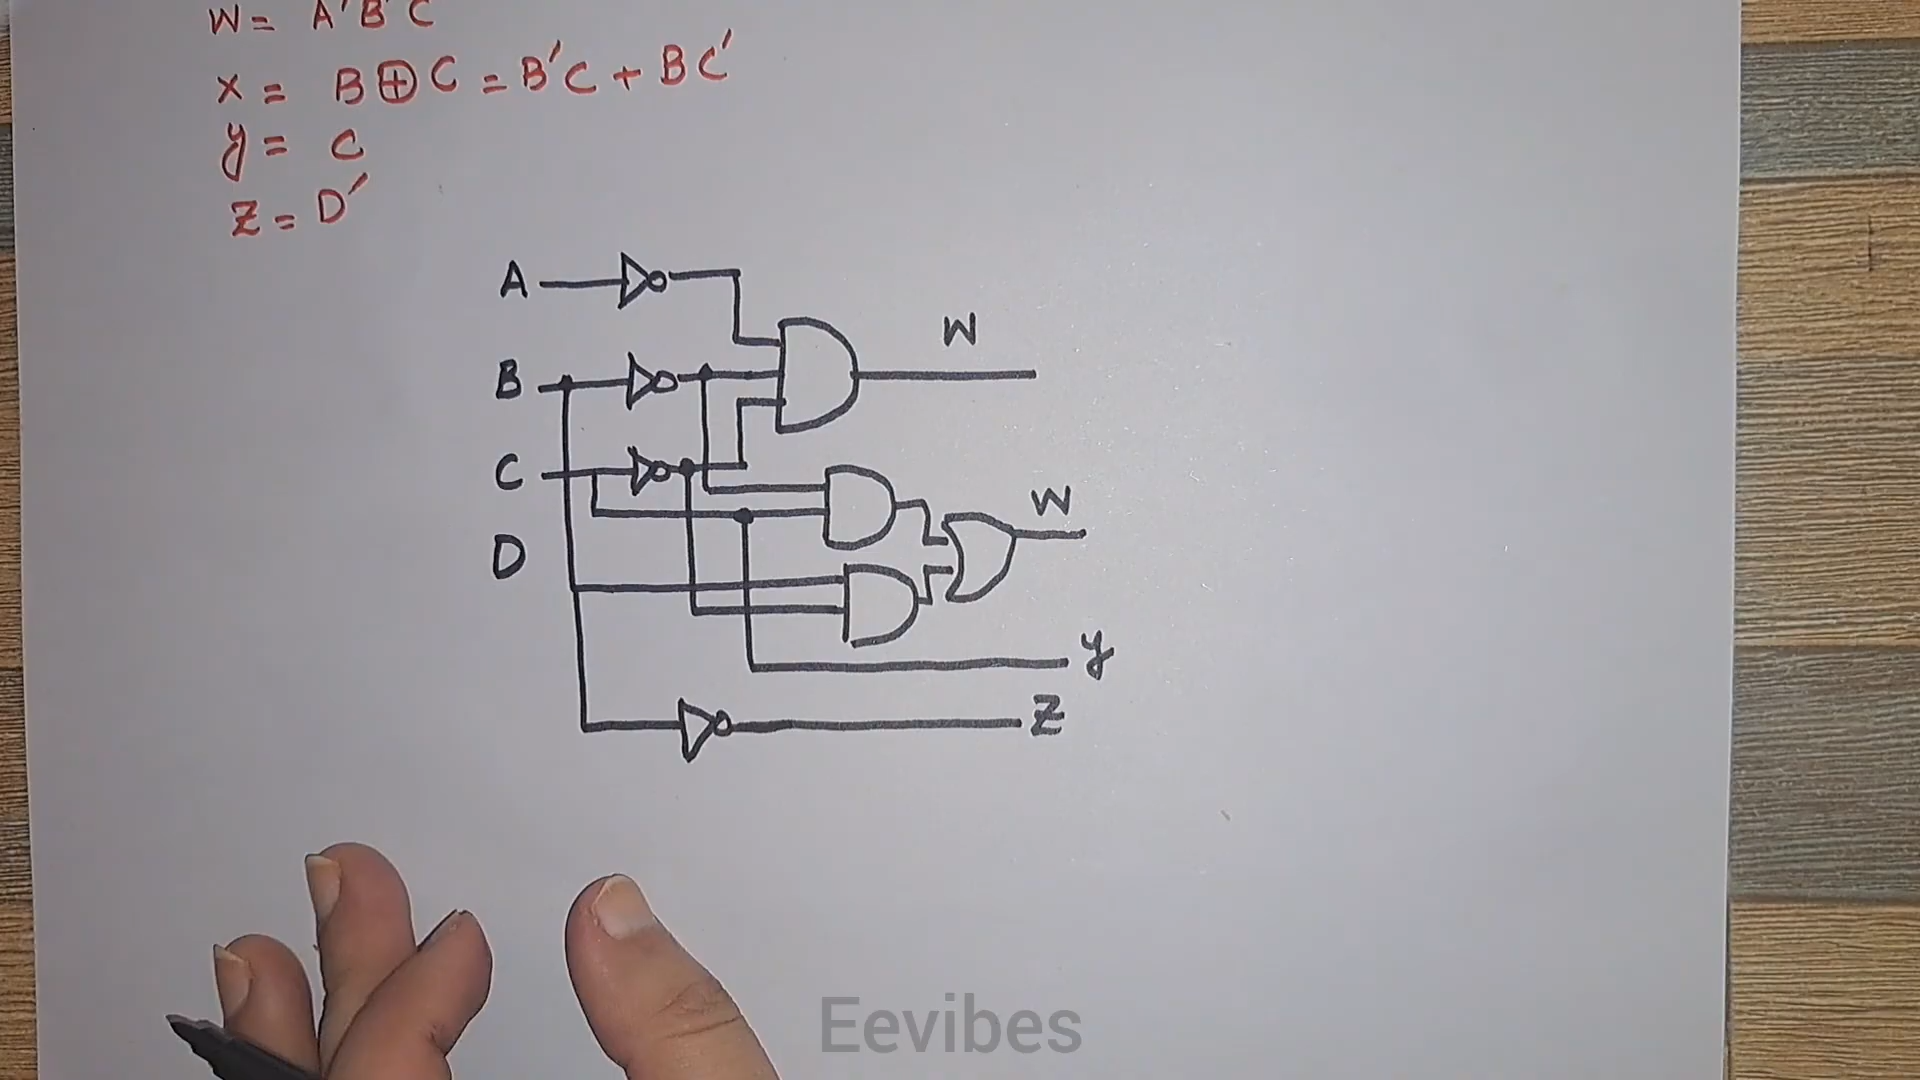 W = A'B'C'
X = B⊕C = B'C + BC'
y = C
Z = D'
A
W
B
C
W
D
y
Z
Eevibes